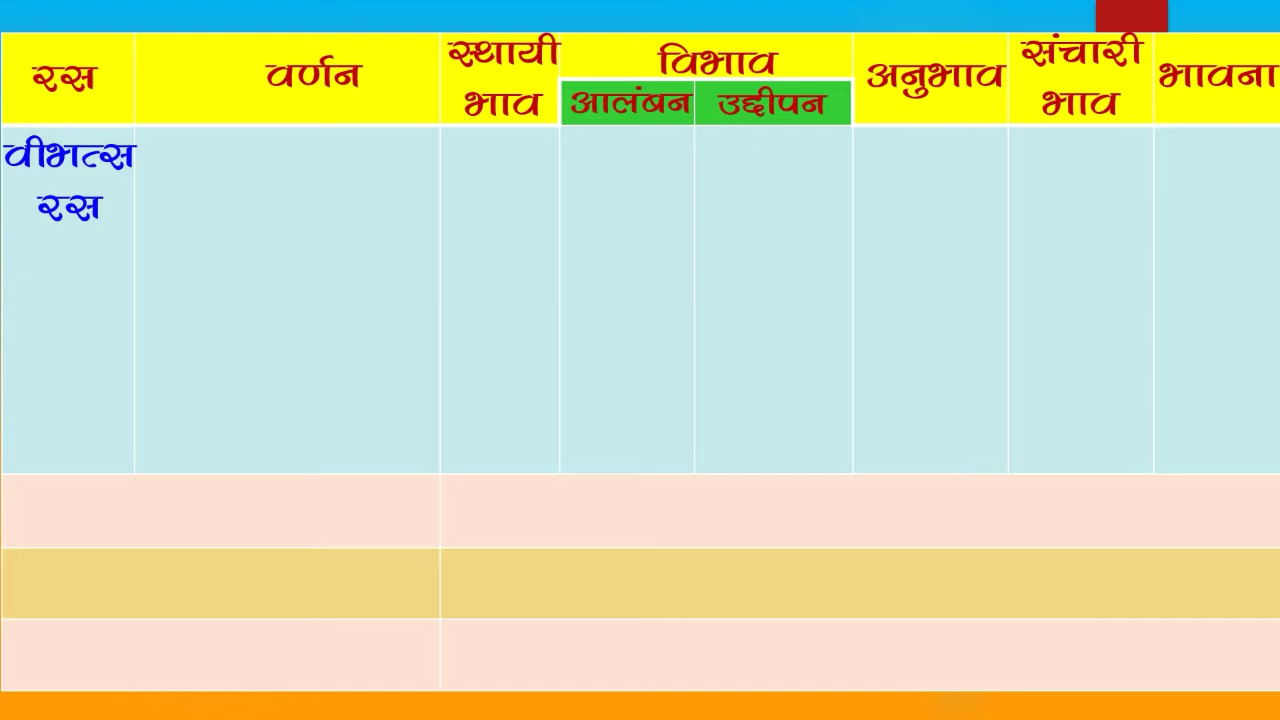 रस
वर्णन
स्थायी
भाव
विभाव
आलंबन
उद्दीपन
अनुभाव
संचारी
भाव
भावना
वीभत्स
रस